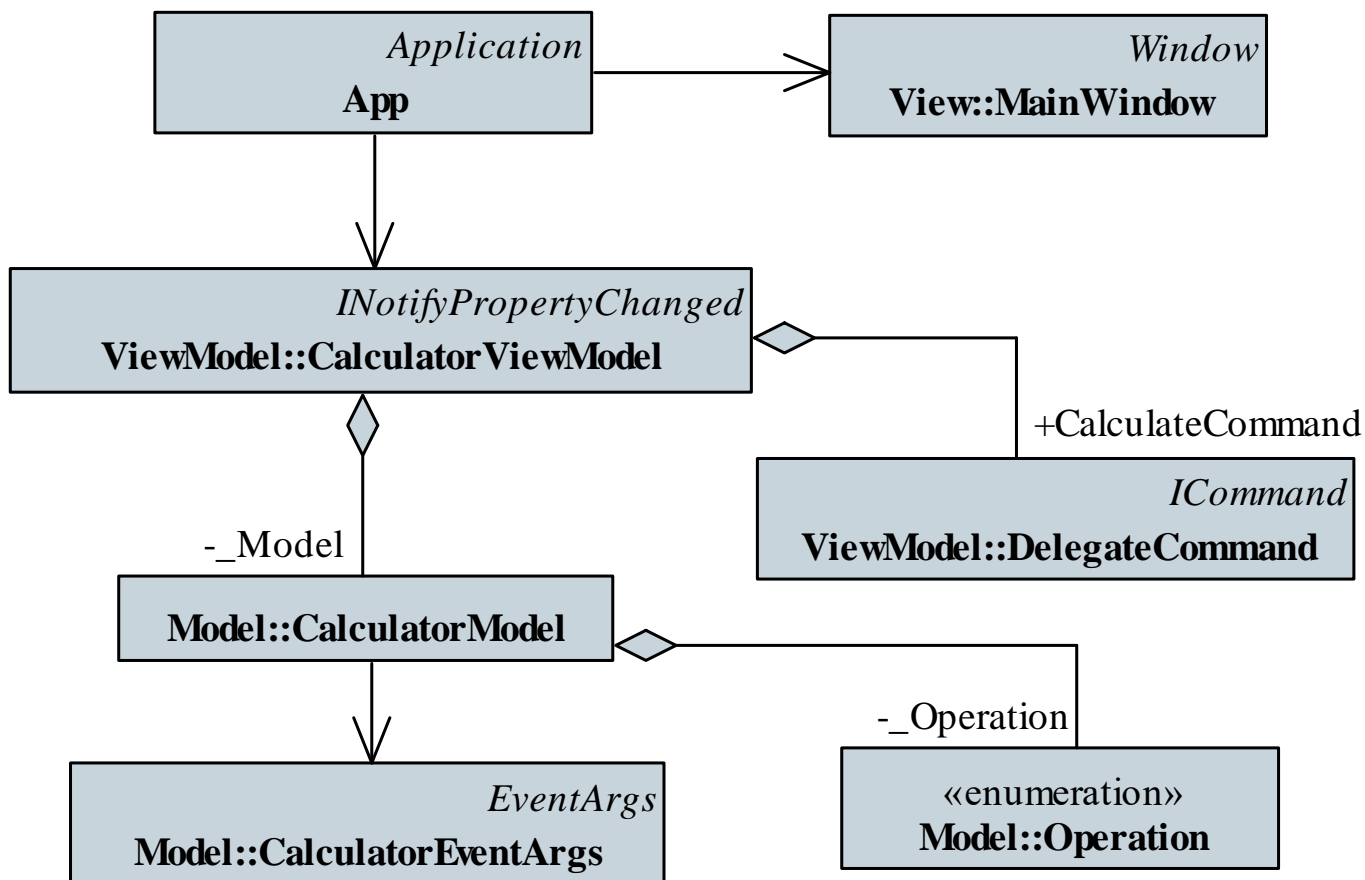 Application
App
Window
View::MainWindow
INotifyPropertyChanged
ViewModel::CalculatorViewModel
+CalculateCommand
ICommand
ViewModel::DelegateCommand
-_Model
Model::CalculatorModel
-_Operation
«enumeration»
Model::Operation
EventArgs
Model::CalculatorEventArgs